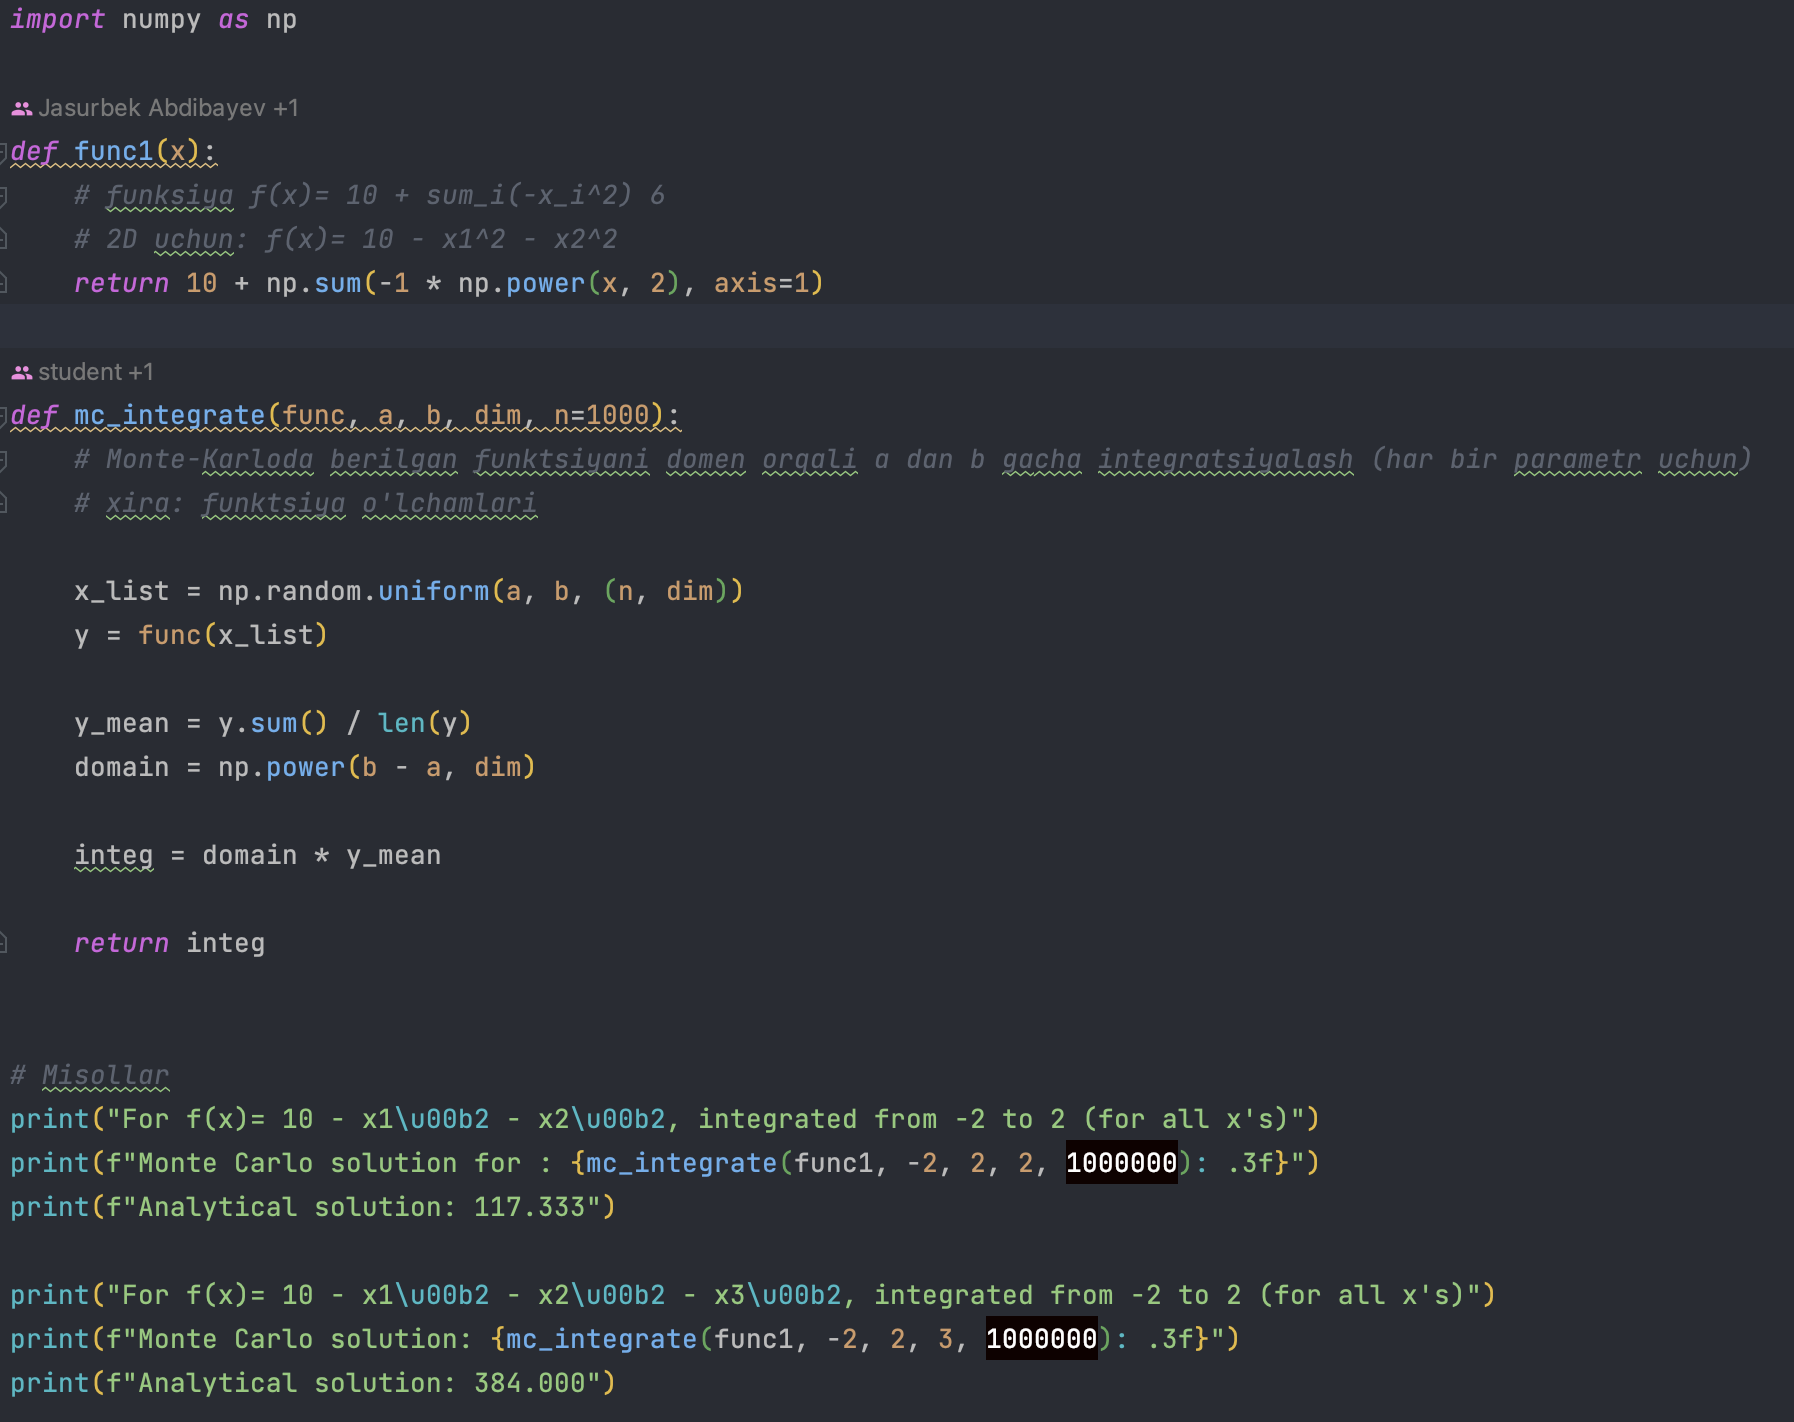 import numpy as np
Jasurbek Abdibayev +1
def func1(x):
# funksiya f(x)= 10 + sum_i(-x_i^2) 6
# 2D uchun: f(x)= 10 - x1^2 - x2^2
return 10 + np.sum(-1 * np.power(x, 2), axis=1)
student +1
def mc_integrate(func, a, b, dim, n=1000):
# Monte-Karloda berilgan funktsiyani domen orqali a dan b gacha integratsiyalash (har bir parametr uchun)
# xira: funktsiya o'lchamlari
x_list = np.random.uniform(a, b, (n, dim))
y = func(x_list)
y_mean = y.sum() / len(y)
domain = np.power(b - a, dim)
integ = domain * y_mean
return integ
# Misollar
print("For f(x)= 10 - x1\u00b2 - x2\u00b2, integrated from -2 to 2 (for all x's)")
print(f"Monte Carlo solution for : {mc_integrate(func1, -2, 2, 2, 1000000): .3f}")
print(f"Analytical solution: 117.333")
print("For f(x)= 10 - x1\u00b2 - x2\u00b2 - x3\u00b2, integrated from -2 to 2 (for all x's)")
print(f"Monte Carlo solution: {mc_integrate(func1, -2, 2, 3, 1000000): .3f}")
print(f"Analytical solution: 384.000")